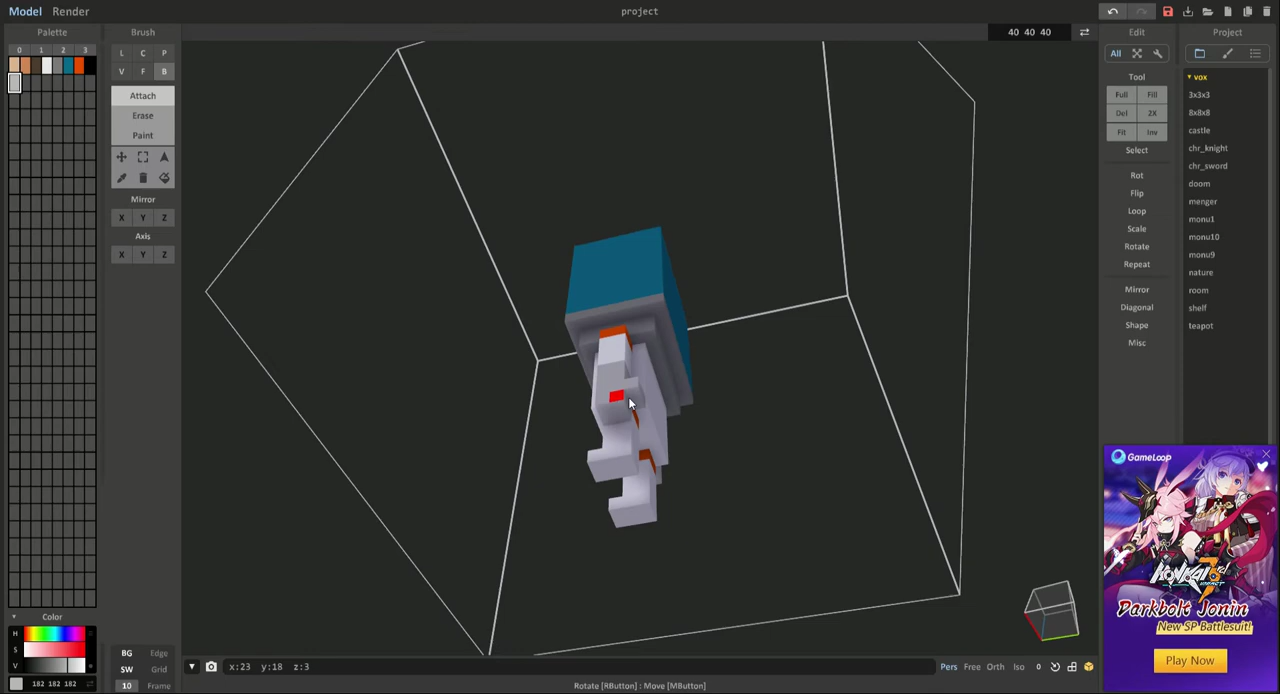 Model Render
project
Palette
0 1 2 3
Color
H
S
V
182 182 182
Brush
L C P
V F B
Attach
Erase
Paint
Mirror
X Y Z
Axis
X Y Z
BG Edge
SW Grid
10 Frame
40 40 40
x:23 y:18 z:3
Pers Free Orth Iso 0
Rotate [RButton] : Move [MButton]
Edit
All
Tool
Full Fill
Del 2X
Fit Inv
Select
Rot
Flip
Loop
Scale
Rotate
Repeat
Mirror
Diagonal
Shape
Misc
Project
vox
3x3x3
8x8x8
castle
chr_knight
chr_sword
doom
menger
monu1
monu10
monu9
nature
room
shelf
teapot
GameLoop
HONKAI 3rd
IMPACT
Darkbolt Jonin
New SP Battlesuit!
Play Now